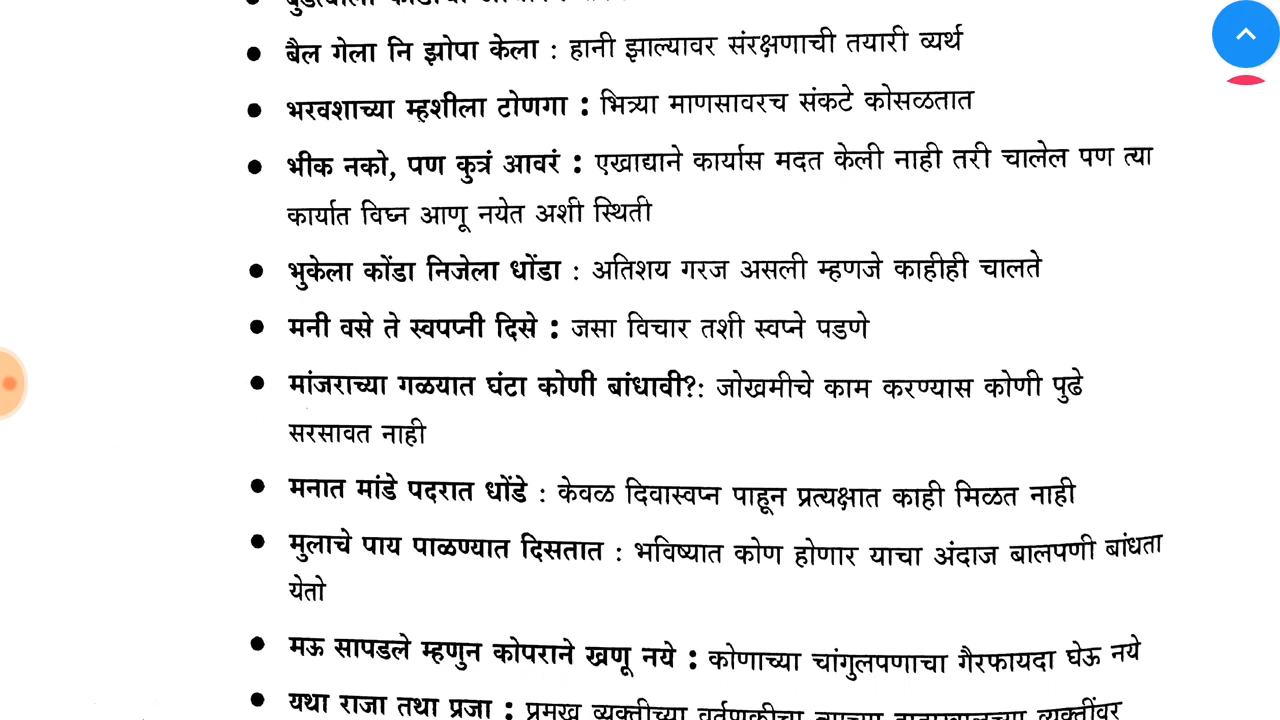 • बैल गेला नि झोपा केला : हानी झाल्यावर संरक्षणाची तयारी व्यर्थ
• भरवशाच्या म्हशीला टोणगा : भित्र्या माणसावरच संकटे कोसळतात
• भीक नको, पण कुत्रं आवरं : एखाद्याने कार्यास मदत केली नाही तरी चालेल पण त्या
कार्यात विघ्न आणू नयेत अशी स्थिती
• भुकेला कोंडा निजेला धोंडा : अतिशय गरज असली म्हणजे काहीही चालते
• मनी वसे ते स्वपप्नी दिसे : जसा विचार तशी स्वप्ने पडणे
• मांजराच्या गळयात घंटा कोणी बांधावी?: जोखमीचे काम करण्यास कोणी पुढे
सरसावत नाही
• मनात मांडे पदरात धोंडे : केवळ दिवास्वप्न पाहून प्रत्यक्षात काही मिळत नाही
• मुलाचे पाय पाळण्यात दिसतात : भविष्यात कोण होणार याचा अंदाज बालपणी बांधता
येतो
• मऊ सापडले म्हणुन कोपराने खणू नये : कोणाच्या चांगुलपणाचा गैरफायदा घेऊ नये
• यथा राजा तथा प्रजा : प्रमुख व्यक्तीच्या